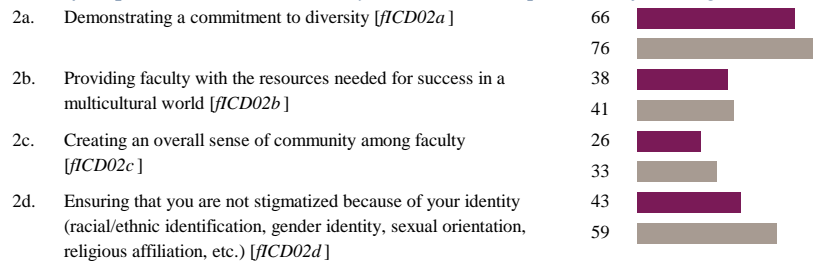 2a. Demonstrating a commitment to diversity [fICD02a ] 66
76
2b. Providing faculty with the resources needed for success in a 38
multicultural world [fICD02b ] 41
2c. Creating an overall sense of community among faculty 26
[fICD02c ] 33
2d. Ensuring that you are not stigmatized because of your identity 43
(racial/ethnic identification, gender identity, sexual orientation, 59
religious affiliation, etc.) [fICD02d ]